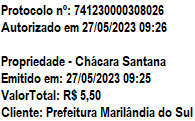 Protocolo nº: 741230000308026
Autorizado em 27/05/2023 09:26
Propriedade - Chácara Santana
Emitido em: 27/05/2023 09:25
ValorTotal: R$ 5,50
Cliente: Prefeitura Marilândia do Sul